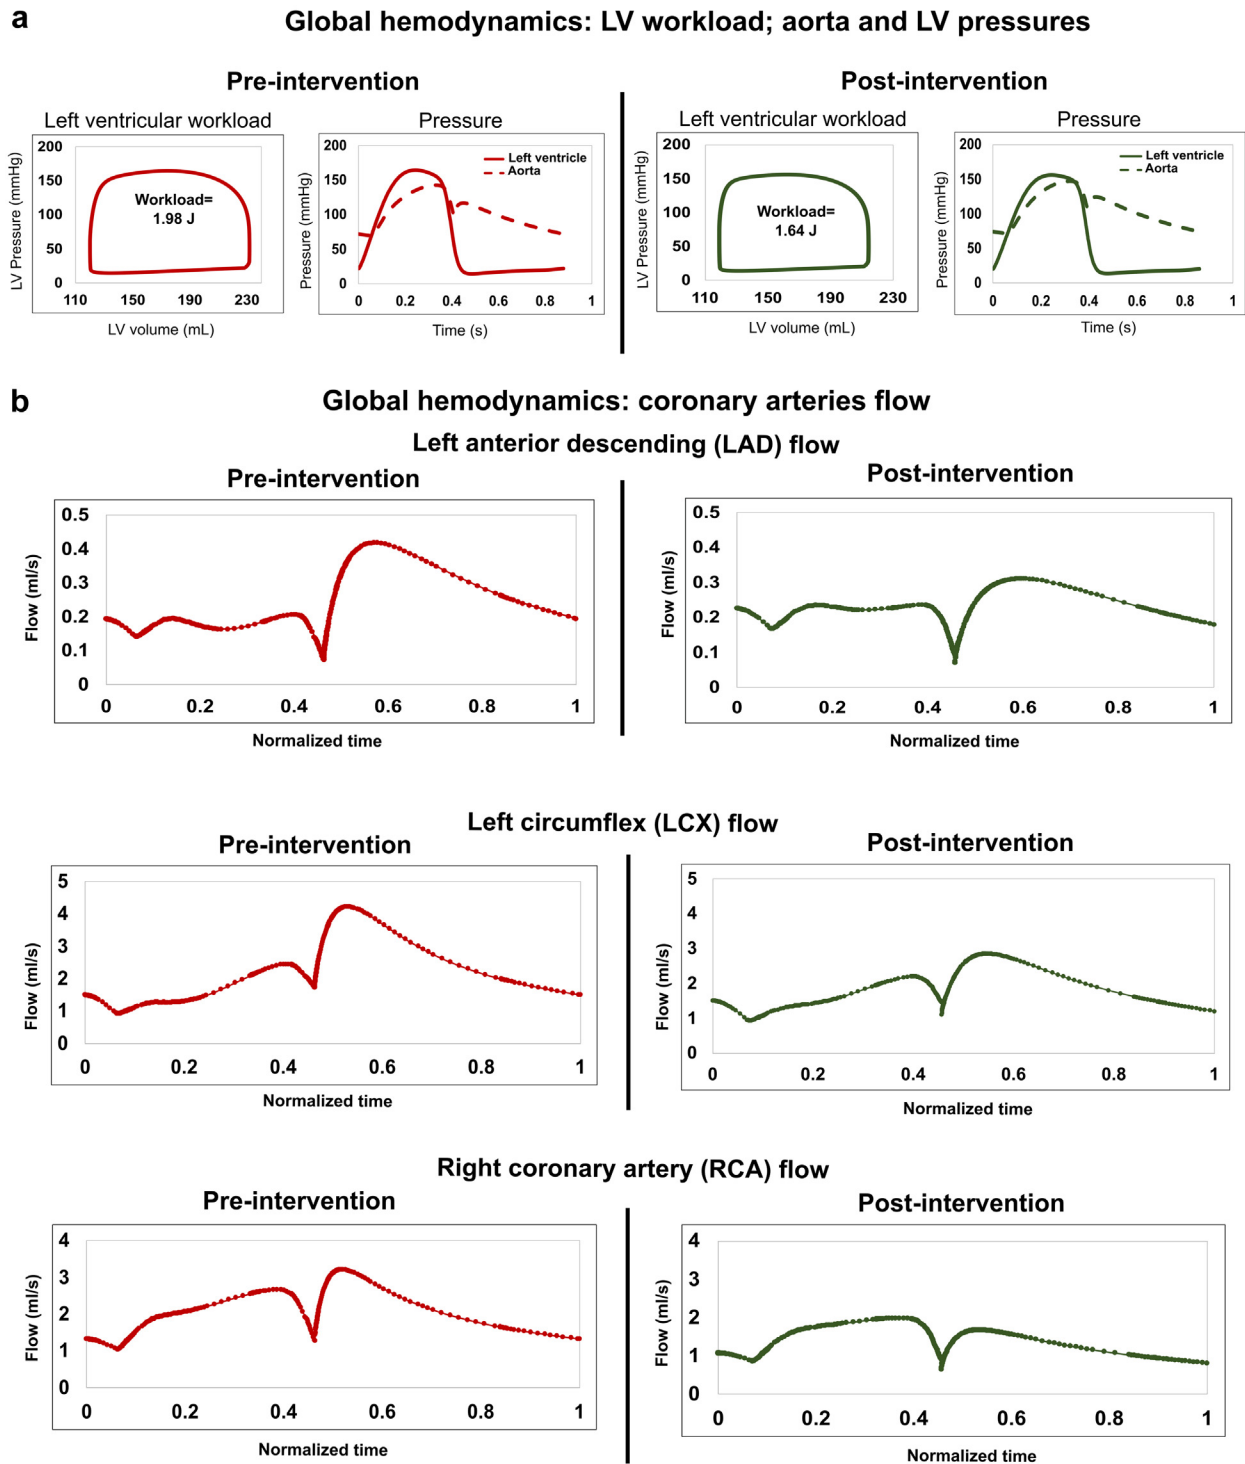 a
Global hemodynamics: LV workload; aorta and LV pressures
Pre-intervention
Post-intervention
Left ventricular workload
LV Pressure (mmHg)
200
150
100
50
0
Workload=
1.98 J
110 150 190 230
LV volume (mL)
Pressure
Pressure (mmHg)
200
150
100
50
0
Left ventricle
Aorta
0 0.2 0.4 0.6 0.8 1
Time (s)
Left ventricular workload
LV Pressure (mmHg)
200
150
100
50
0
Workload=
1.64 J
110 150 190 230
LV volume (mL)
Pressure
Pressure (mmHg)
200
150
100
50
0
Left ventricle
Aorta
0 0.2 0.4 0.6 0.8 1
Time (s)
b
Global hemodynamics: coronary arteries flow
Left anterior descending (LAD) flow
Pre-intervention
Flow (ml/s)
0.5
0.4
0.3
0.2
0.1
0
0 0.2 0.4 0.6 0.8 1
Normalized time
Post-intervention
Flow (ml/s)
0.5
0.4
0.3
0.2
0.1
0
0 0.2 0.4 0.6 0.8 1
Normalized time
Left circumflex (LCX) flow
Pre-intervention
Flow (ml/s)
5
4
3
2
1
0
0 0.2 0.4 0.6 0.8 1
Normalized time
Post-intervention
Flow (ml/s)
5
4
3
2
1
0
0 0.2 0.4 0.6 0.8 1
Normalized time
Right coronary artery (RCA) flow
Pre-intervention
Flow (ml/s)
4
3
2
1
0
0 0.2 0.4 0.6 0.8 1
Normalized time
Post-intervention
Flow (ml/s)
4
3
2
1
0
0 0.2 0.4 0.6 0.8 1
Normalized time